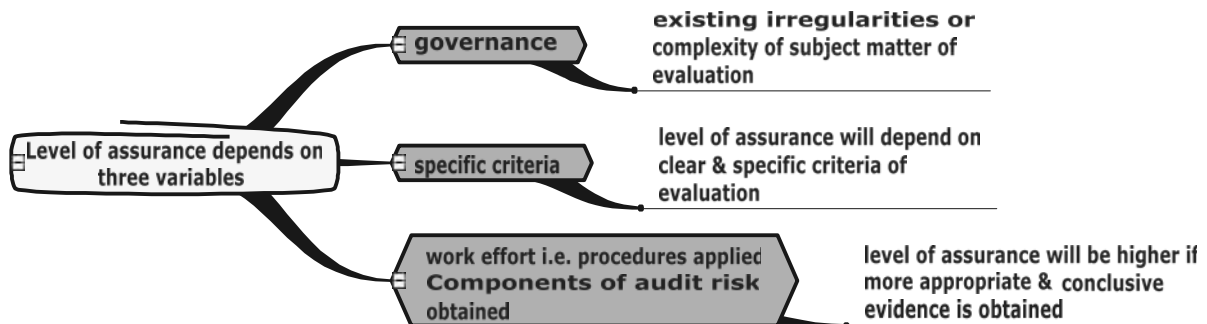 Level of assurance depends on
three variables
governance
existing irregularities or
complexity of subject matter of
evaluation
specific criteria
level of assurance will depend on
clear & specific criteria of
evaluation
work effort i.e. procedures applied
Components of audit risk
obtained
level of assurance will be higher if
more appropriate & conclusive
evidence is obtained